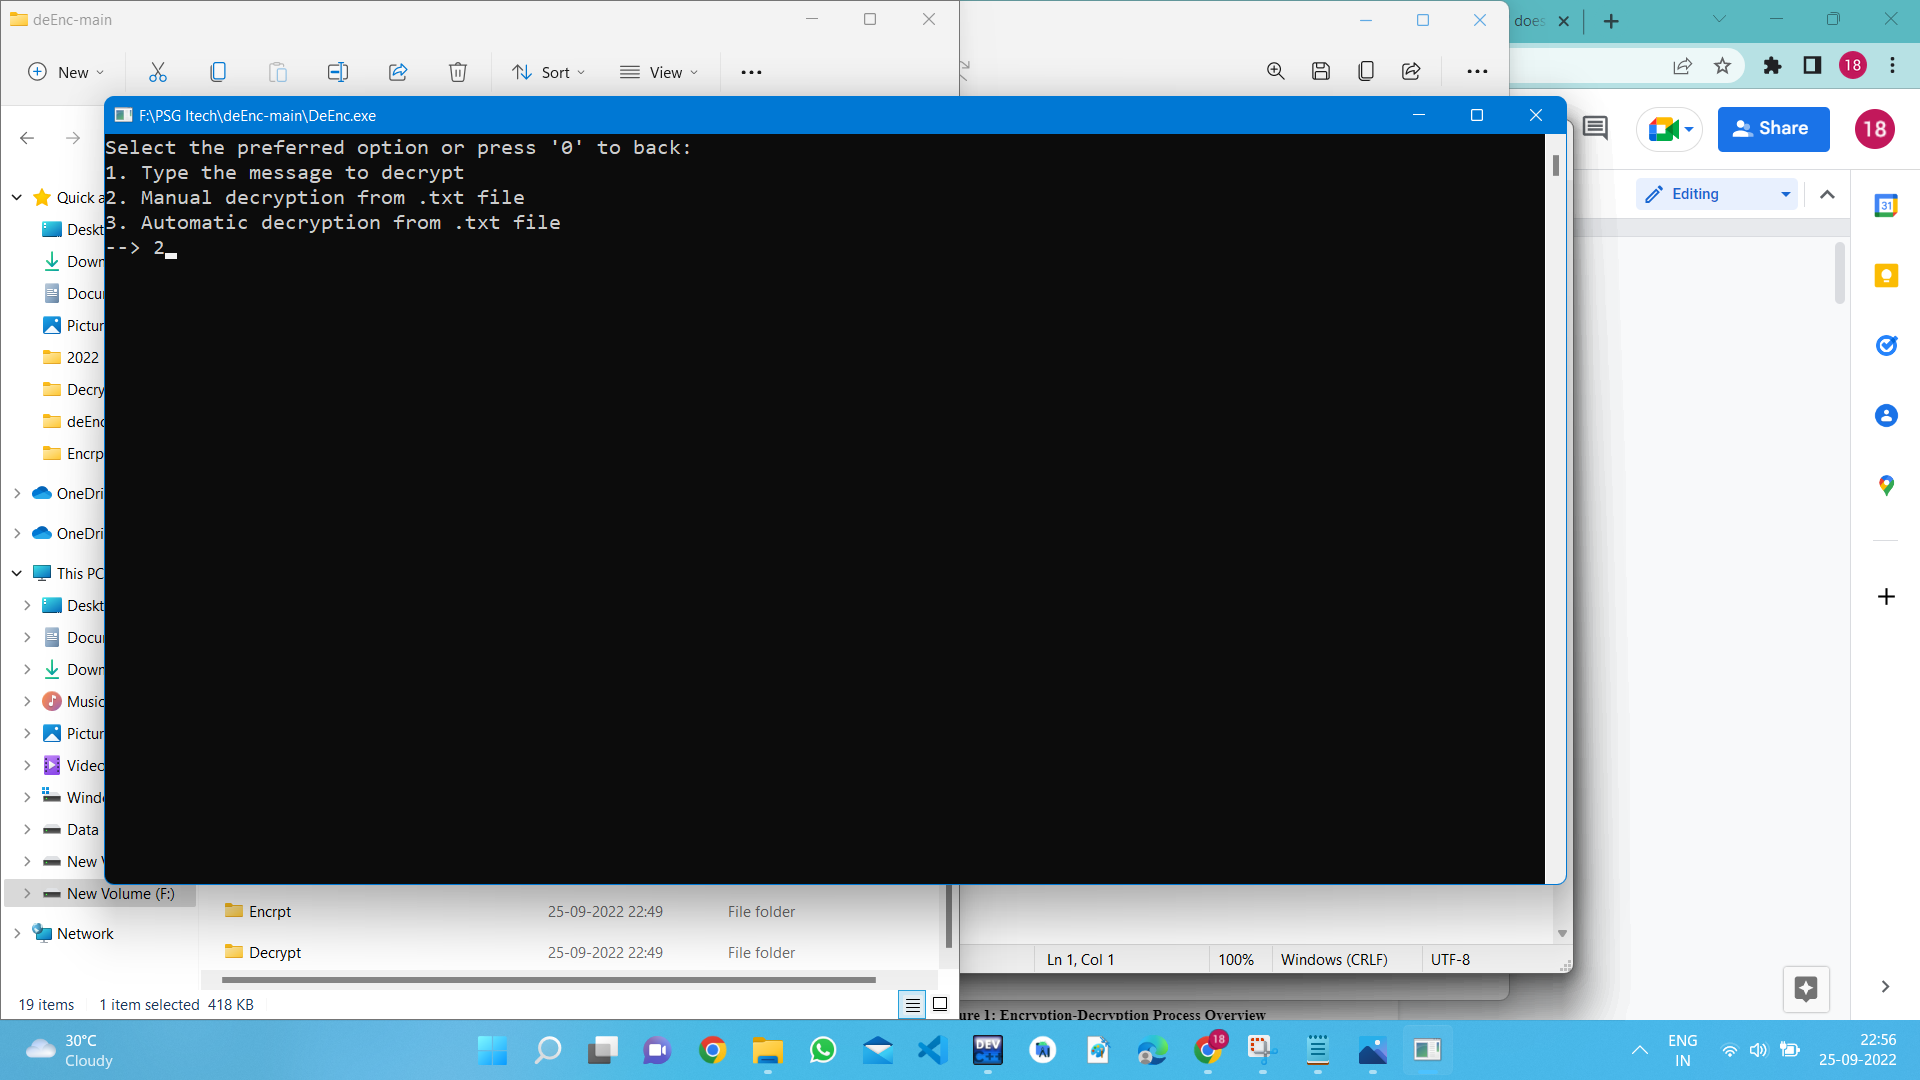 deEnc-main
does
New
Sort
View
18
F:\PSG Itech\deEnc-main\DeEnc.exe
Select the preferred option or press '0' to back:
1. Type the message to decrypt
2. Manual decryption from .txt file
3. Automatic decryption from .txt file
--> 2
Share
18
Editing
31
Quick a
Deskt
Down
Docu
Pictur
2022
Decry
deEnc
Encrp
OneDri
OneDri
This PC
Deskt
Docu
Down
Music
Pictur
Video
Windo
Data
New V
New Volume (F:)
Network
Encrpt 25-09-2022 22:49 File folder
Decrypt 25-09-2022 22:49 File folder
Ln 1, Col 1 100% Windows (CRLF) UTF-8
19 items 1 item selected 418 KB
ure 1: Encryption-Decryption Process Overview
30°C
Cloudy
DEV
C++
18
ENG
IN
22:56
25-09-2022